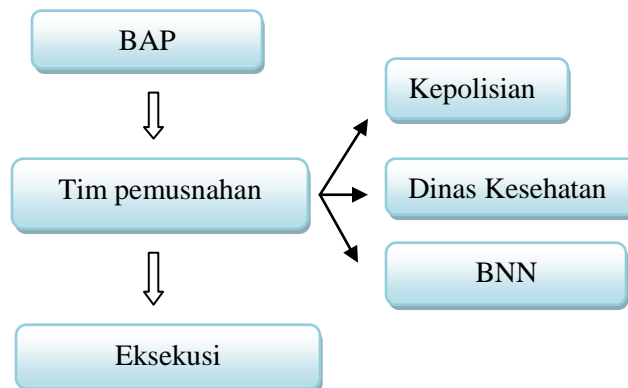 BAP
Kepolisian
Tim pemusnahan
Dinas Kesehatan
BNN
Eksekusi